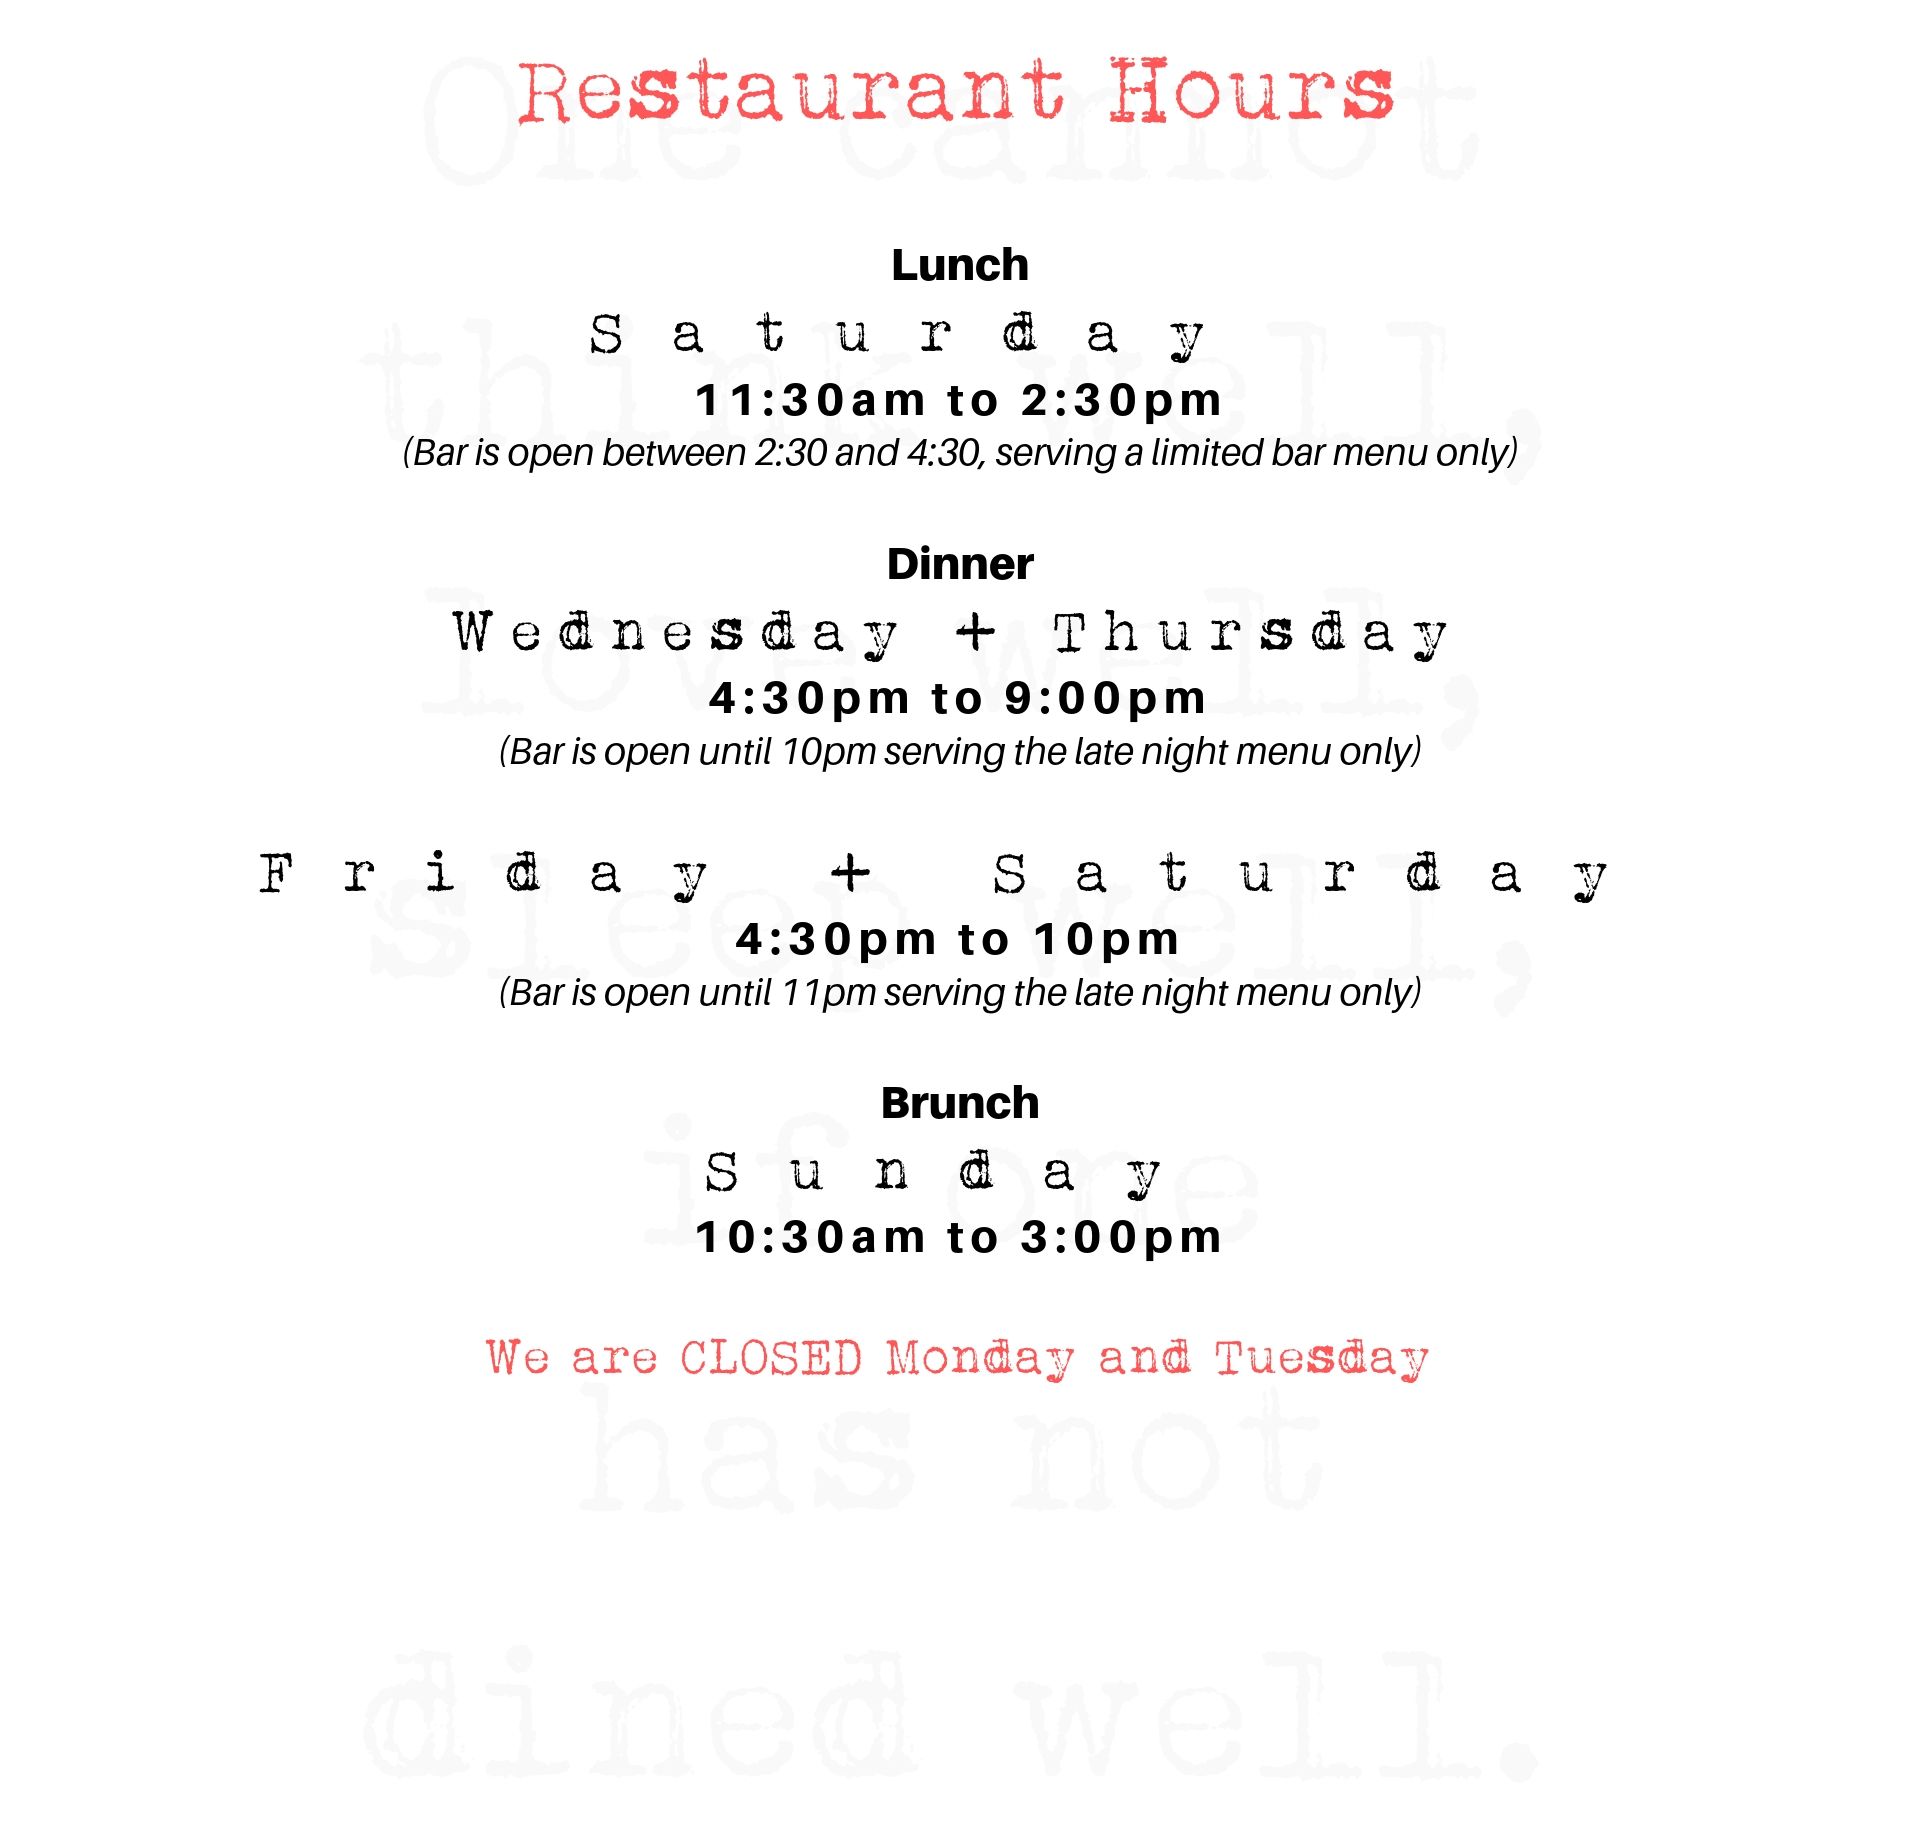 Restaurant Hours
One cannot
Lunch
Saturday
think well,
11:30am to 2:30pm
(Bar is open between 2:30 and 4:30, serving a limited bar menu only)
Dinner
Wednesday + Thursday
love well,
4:30pm to 9:00pm
(Bar is open until 10pm serving the late night menu only)
Friday + Saturday
sleep well,
4:30pm to 10pm
(Bar is open until 11pm serving the late night menu only)
Brunch
Sunday
if one
10:30am to 3:00pm
We are CLOSED Monday and Tuesday
has not
dined well.